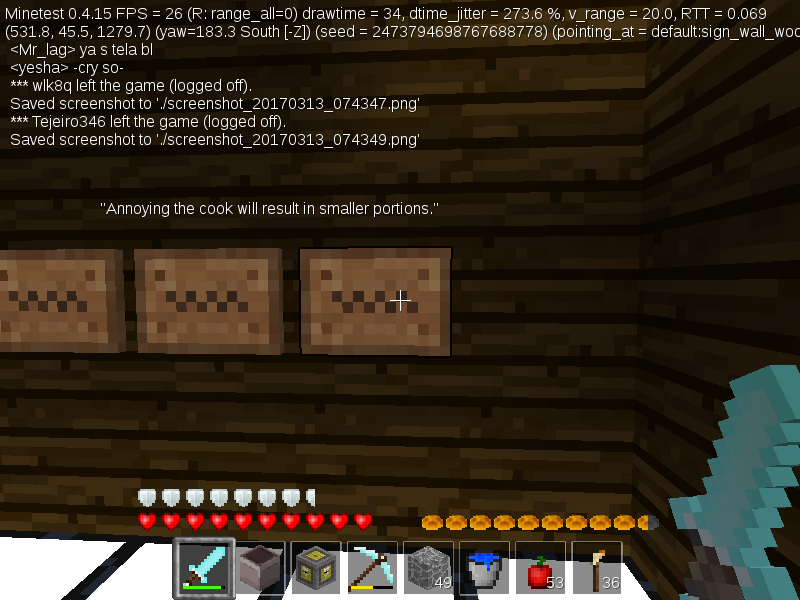 Minetest 0.4.15 FPS = 26 (R: range_all=0) drawtime = 34, dtime_jitter = 273.6 %, v_range = 20.0, RTT = 0.069
(531.8, 45.5, 1279.7) (yaw=183.3 South [-Z]) (seed = 2473794698767688778) (pointing_at = default:sign_wall_woo
<Mr_lag> ya s tela bl
<yesha> -cry so-
*** wlk8q left the game (logged off).
Saved screenshot to './screenshot_20170313_074347.png'
*** Tejeiro346 left the game (logged off).
Saved screenshot to './screenshot_20170313_074349.png'
"Annoying the cook will result in smaller portions."
49 53 36